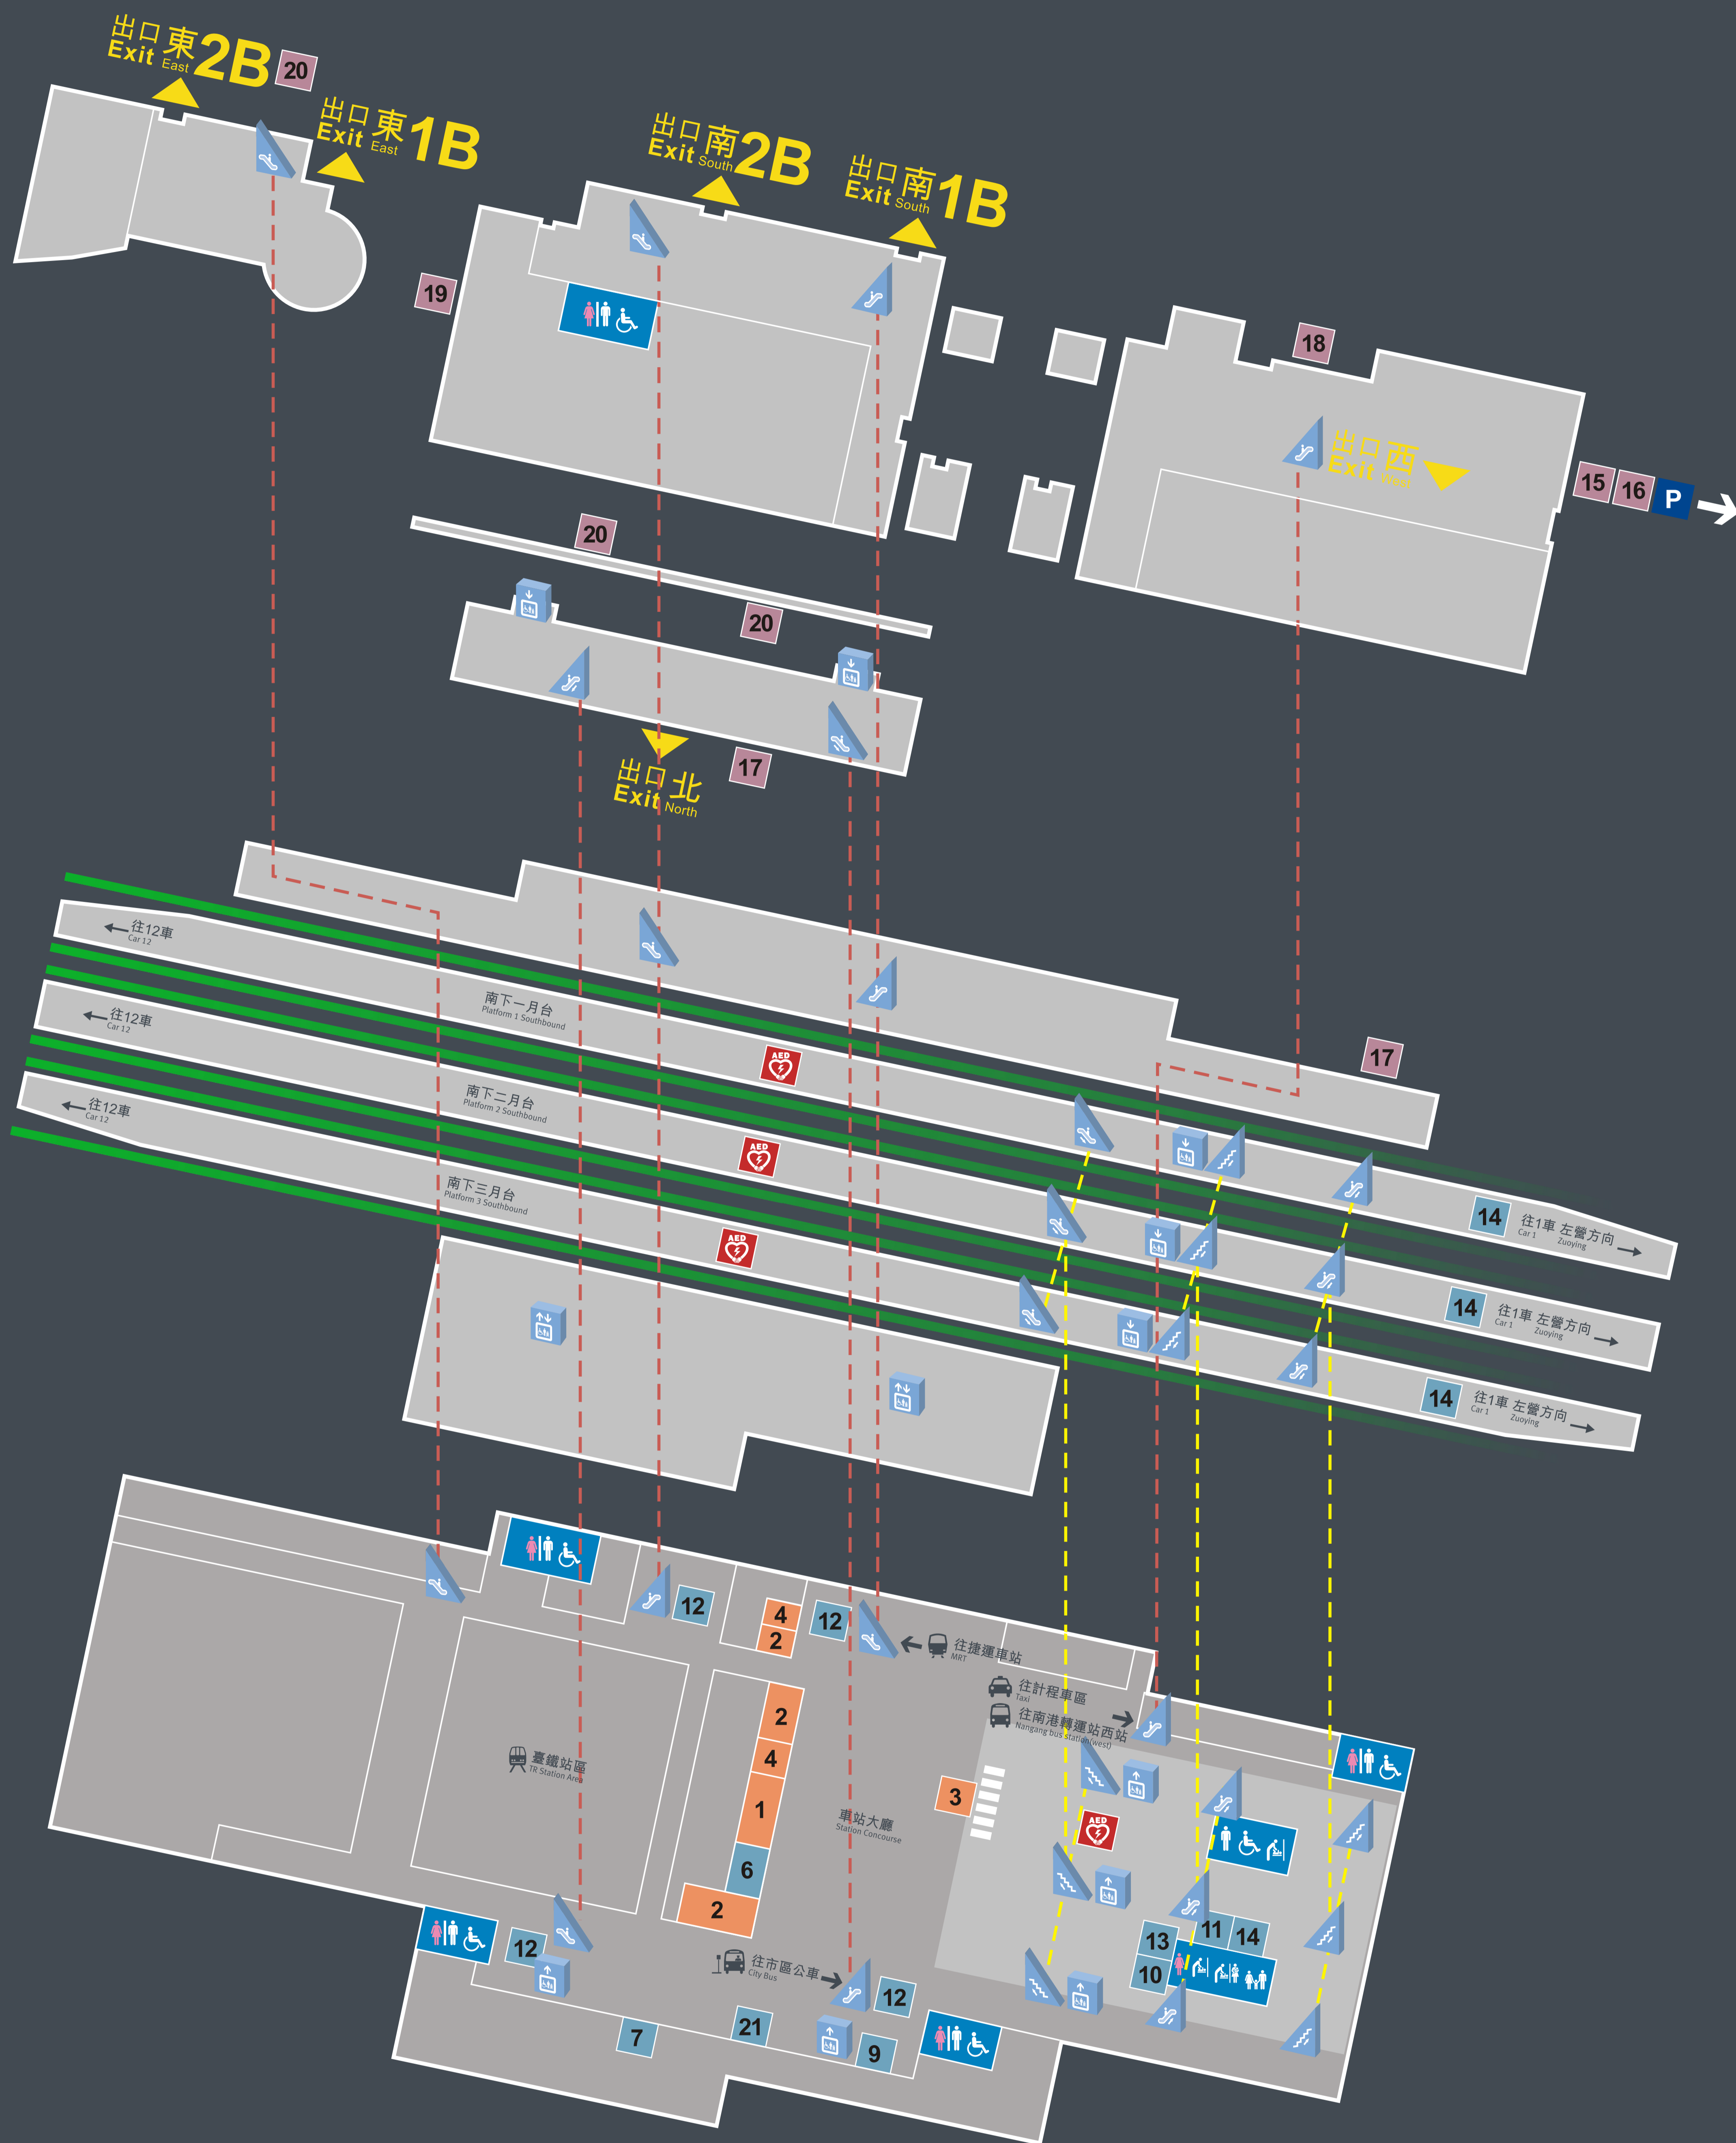 出口 東 2B
Exit East
20
出口 東 1B
Exit East
出口 南 2B
Exit South
出口 南 1B
Exit South
19
18
出口 西
Exit West
15 16 P
20
20
出口 北
Exit North
17
往12車
Car 12
南下一月台
Platform 1 Southbound
往12車
Car 12
AED
17
南下二月台
Platform 2 Southbound
往12車
Car 12
AED
南下三月台
Platform 3 Southbound
AED
14
往1車 左營方向
Car 1 Zuoying
14
往1車 左營方向
Car 1 Zuoying
14
往1車 左營方向
Car 1 Zuoying
12
4
2
12
往捷運車站
MRT
往計程車區
Taxi
往南港轉運站西站
Nangang bus station(west)
2
4
1
6
2
臺鐵站區
TR Station Area
車站大廳
Station Concourse
3
AED
12
往市區公車
City Bus
12
13
11
14
10
7
21
9